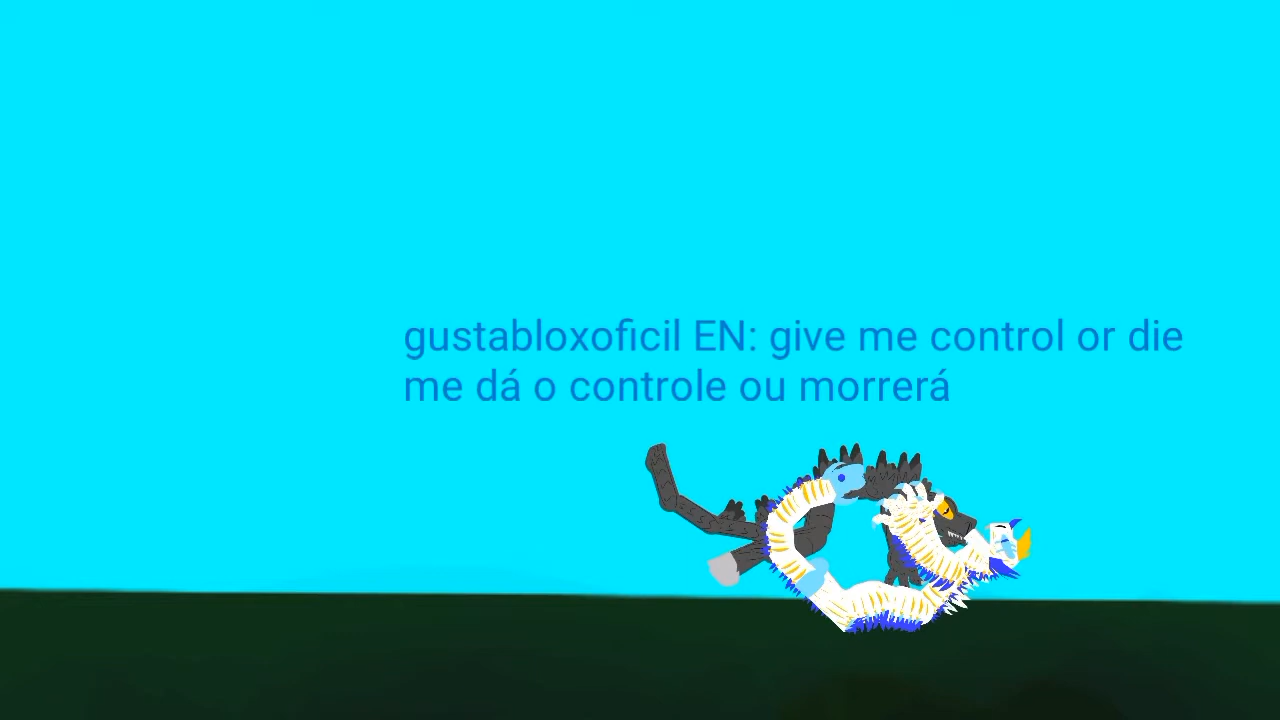 gustabloxoficil EN: give me control or die
me dá o controle ou morrerá